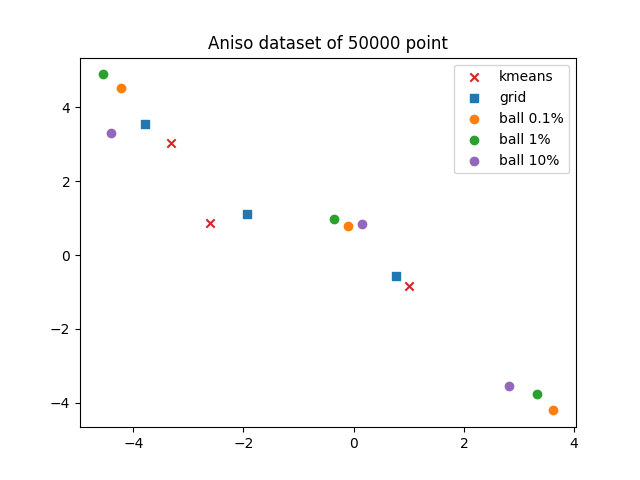 Aniso dataset of 50000 point
kmeans
grid
ball 0.1%
ball 1%
ball 10%
4
2
0
−2
−4
−4 −2 0 2 4